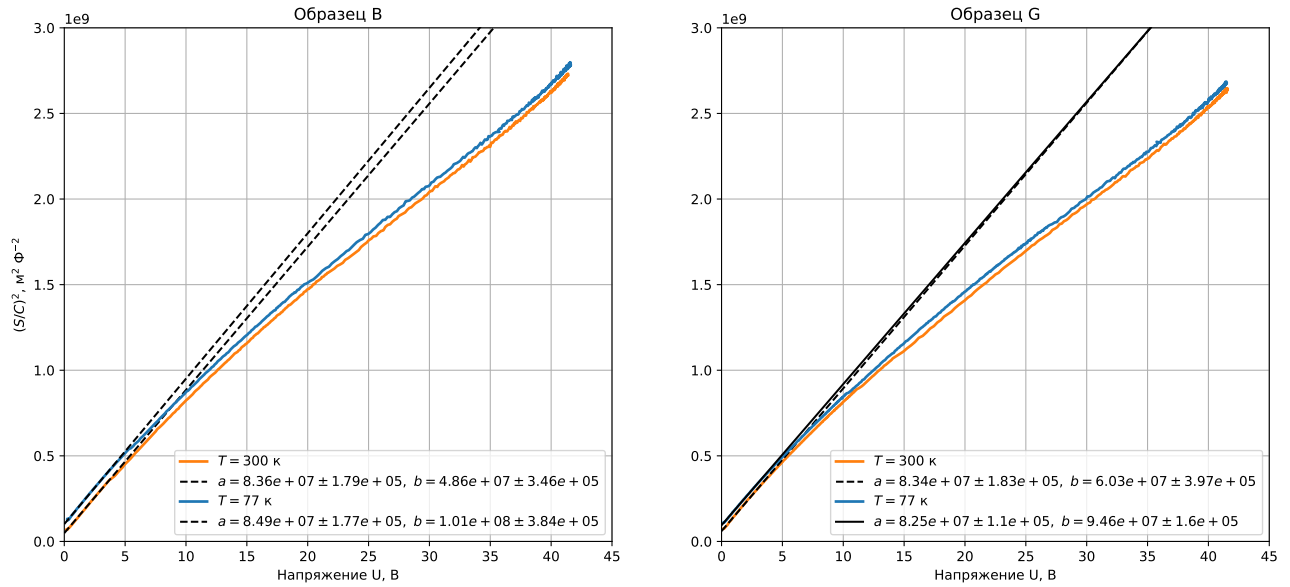 Образец B
1e9
3.0
2.5
2.0
1.5
1.0
0.5
0.0
(S/C)², м² Ф⁻²
T = 300 к
a = 8.36e + 07 ± 1.79e + 05, b = 4.86e + 07 ± 3.46e + 05
T = 77 к
a = 8.49e + 07 ± 1.77e + 05, b = 1.01e + 08 ± 3.84e + 05
0 5 10 15 20 25 30 35 40 45
Напряжение U, В
Образец G
1e9
3.0
2.5
2.0
1.5
1.0
0.5
0.0
T = 300 к
a = 8.34e + 07 ± 1.83e + 05, b = 6.03e + 07 ± 3.97e + 05
T = 77 к
a = 8.25e + 07 ± 1.1e + 05, b = 9.46e + 07 ± 1.6e + 05
0 5 10 15 20 25 30 35 40 45
Напряжение U, В